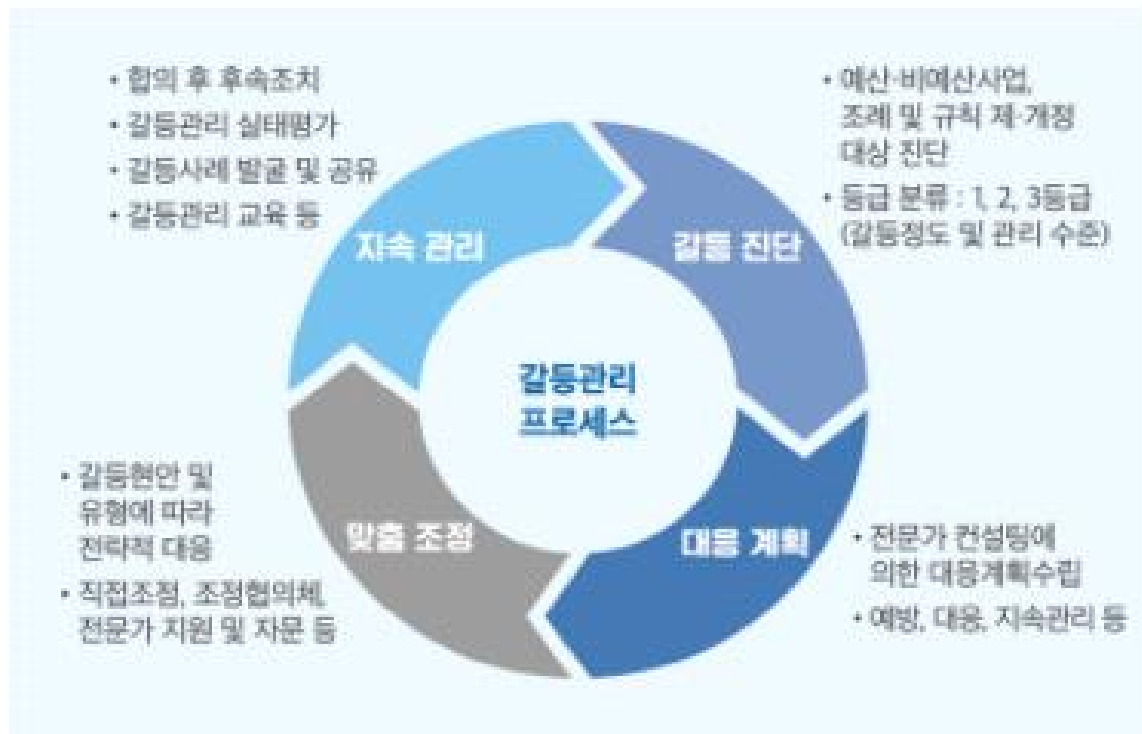 • 합의 후 후속조치
• 갈등관리 실태평가
• 갈등사례 발굴 및 공유
• 갈등관리 교육 등
지속 관리
• 예산·비예산사업,
조례 및 규칙 제·개정
대상 진단
• 등급 분류 : 1, 2, 3등급
(갈등정도 및 관리 수준)
갈등 진단
갈등관리
프로세스
• 갈등현안 및
유형에 따라
전략적 대응
• 직접조정, 조정협의체,
전문가 지원 및 자문 등
맞춤 조정
대응 계획
• 전문가 컨설팅에
의한 대응계획수립
• 예방, 대응, 지속관리 등